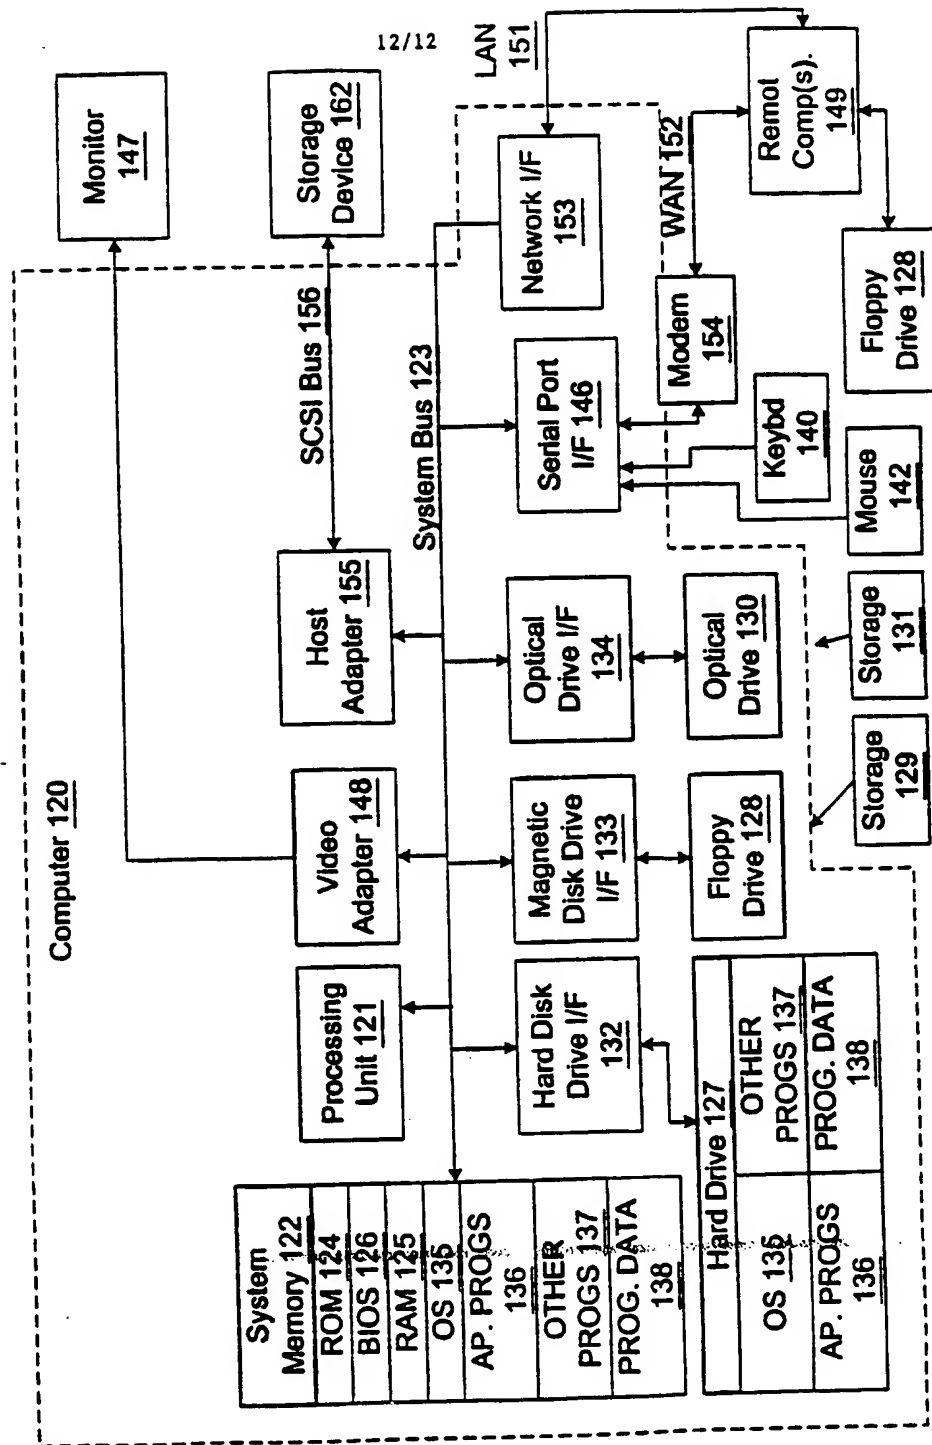 12/12
Computer 120
Monitor
147
Storage
Device 162
SCSI Bus 156
System Bus 123
LAN
151
Processing
Unit 121
Video
Adapter 148
Host
Adapter 155
Network I/F
153
System
Memory 122
ROM 124
BIOS 126
RAM 125
OS 135
AP. PROGS
136
OTHER
PROGS 137
PROG. DATA
138
Hard Disk
Drive I/F
132
Magnetic
Disk Drive
I/F 133
Optical
Drive I/F
134
Serial Port
I/F 146
WAN 152
Modem
154
Remot
Comp(s).
149
Hard Drive 127
OS 135
OTHER
PROGS 137
AP. PROGS
136
PROG. DATA
138
Floppy
Drive 128
Optical
Drive 130
Keybd
140
Floppy
Drive 128
Storage
129
Storage
131
Mouse
142